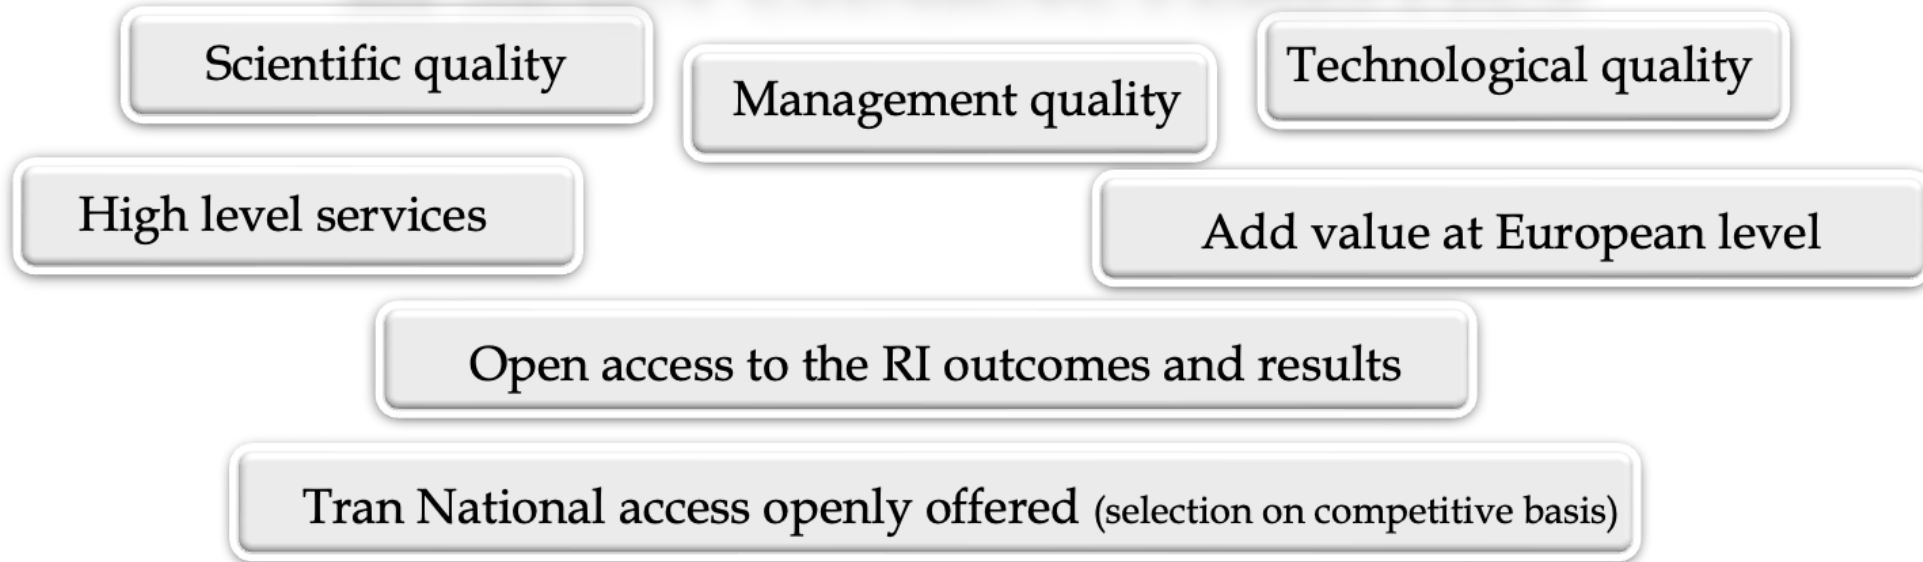 Scientific quality
Management quality
Technological quality
High level services
Add value at European level
Open access to the RI outcomes and results
Tran National access openly offered (selection on competitive basis)